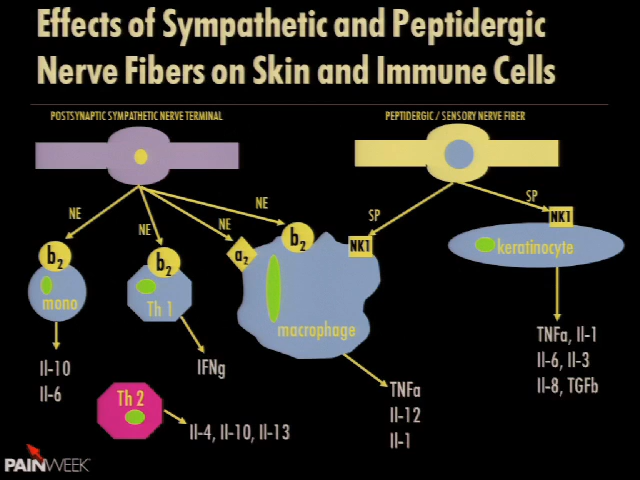 Effects of Sympathetic and Peptidergic
Nerve Fibers on Skin and Immune Cells
POSTSYNAPTIC SYMPATHETIC NERVE TERMINAL
PEPTIDERGIC / SENSORY NERVE FIBER
NE
NE
NE
NE
SP
SP
b2
b2
a2
b2
NK1
NK1
mono
Th 1
macrophage
keratinocyte
Il-10
Il-6
IFNg
TNFa
Il-12
Il-1
TNFa, Il-1
Il-6, Il-3
Il-8, TGFb
Th 2
Il-4, Il-10, Il-13
PAINWEEK